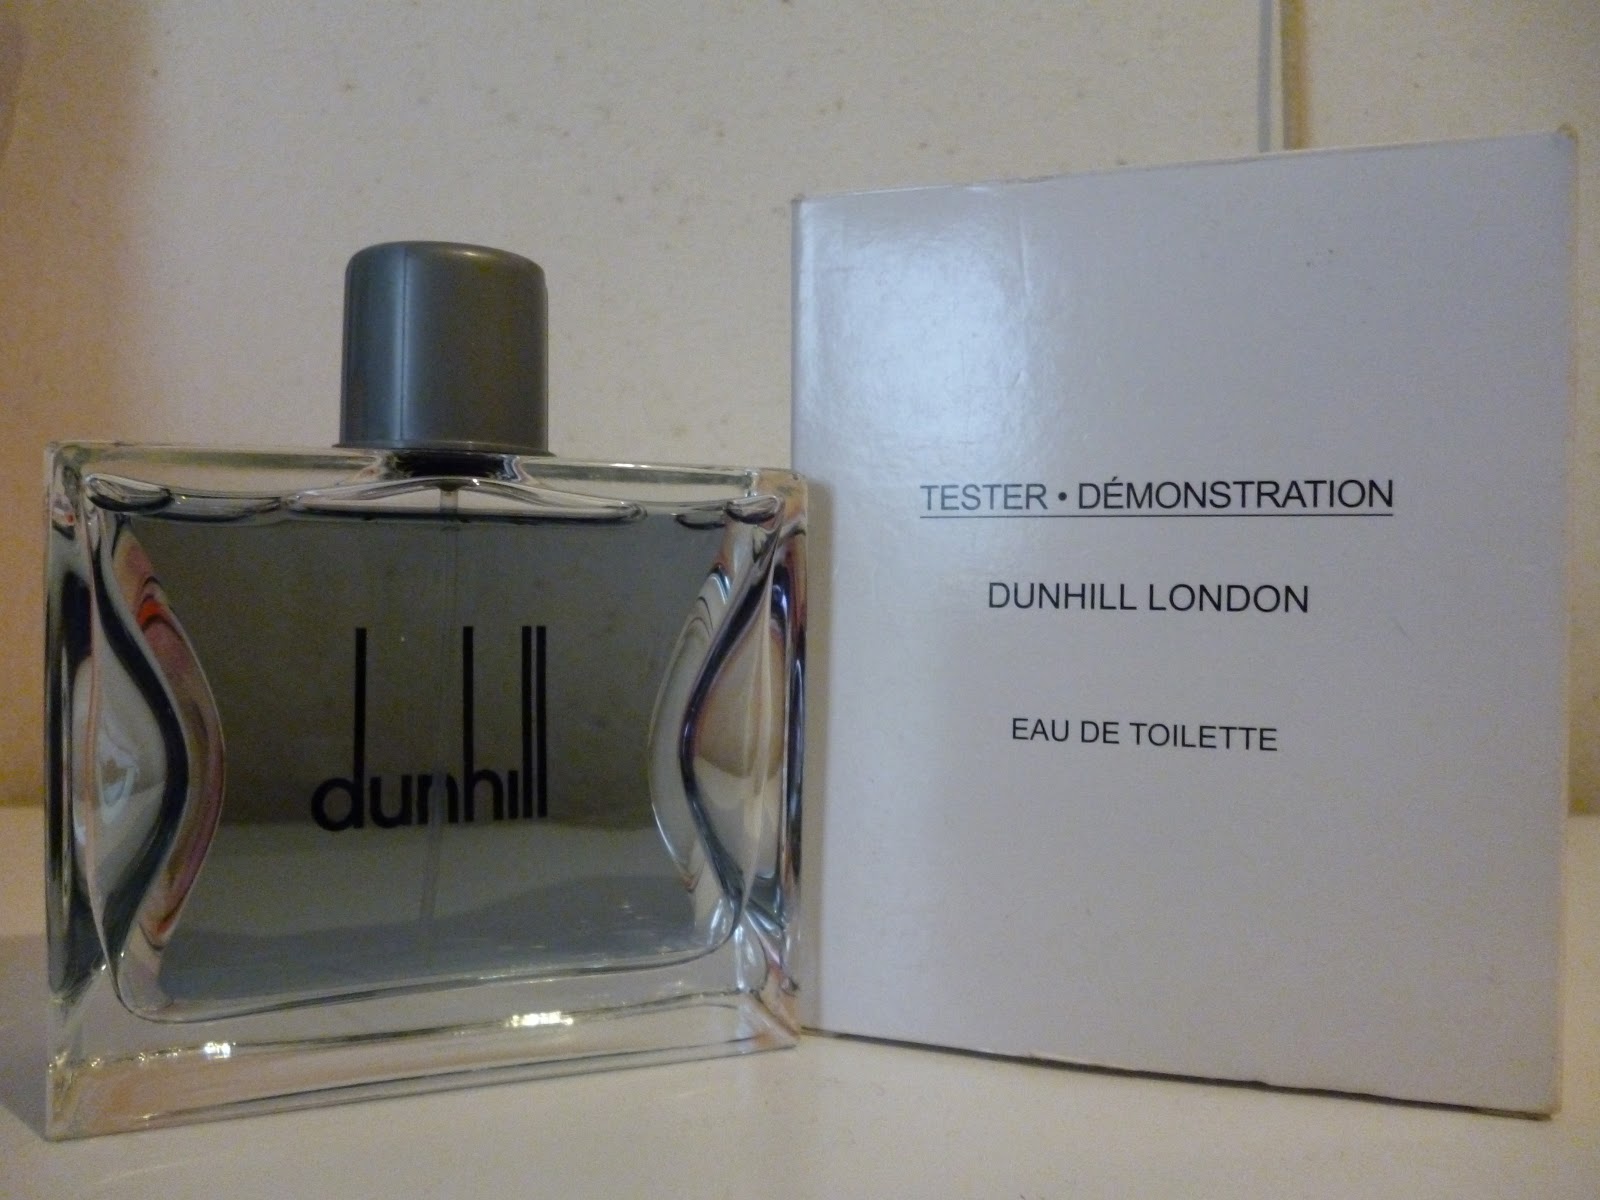 dunhill
TESTER • DÉMONSTRATION
DUNHILL LONDON
EAU DE TOILETTE